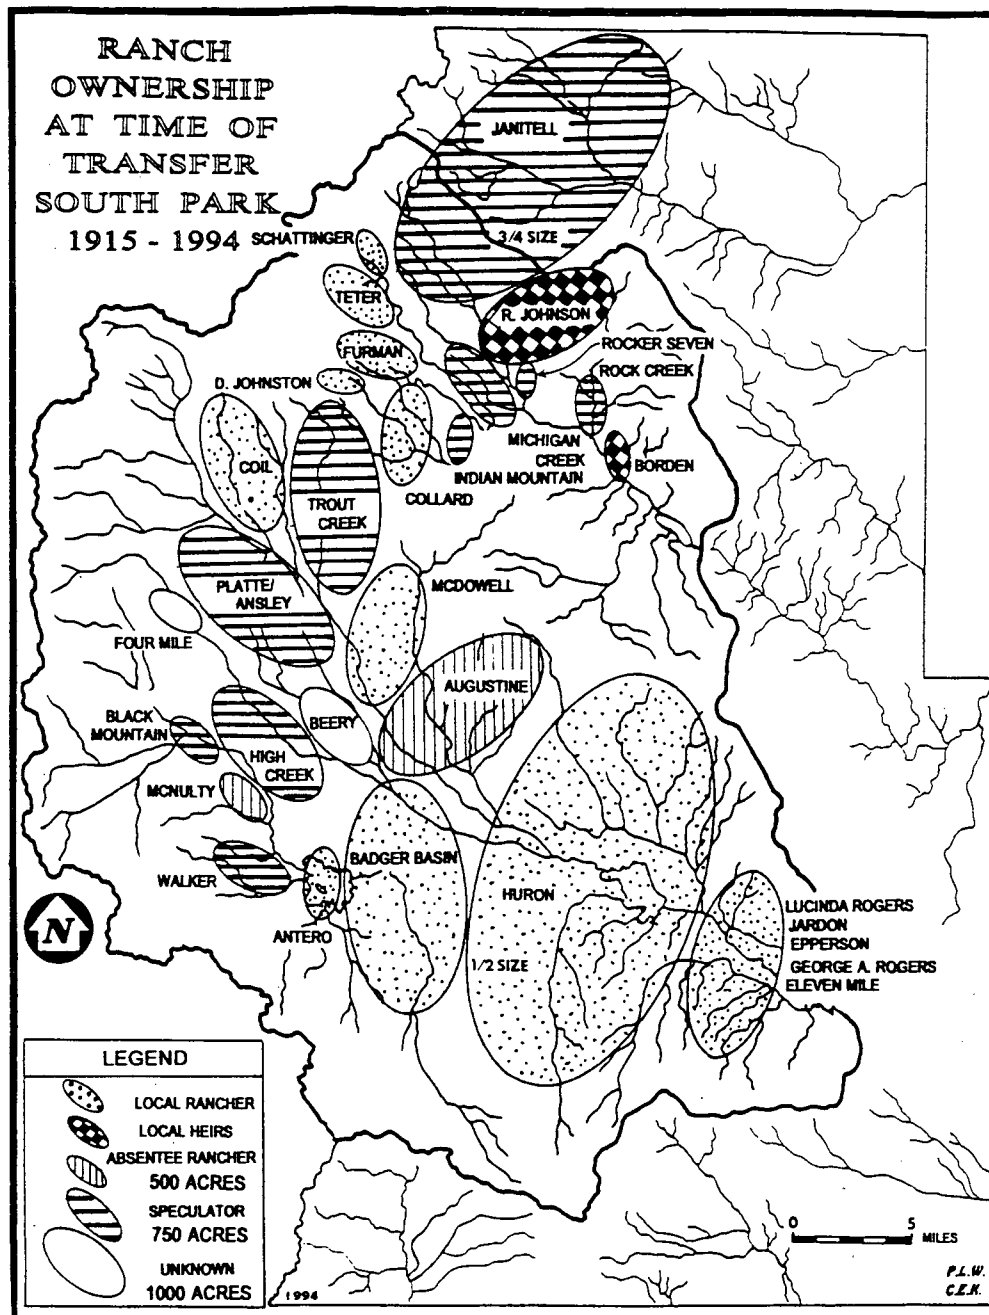 RANCH
OWNERSHIP
AT TIME OF
TRANSFER
SOUTH PARK
1915 - 1994
SCHATTINGER
JANITELL
3/4 SIZE
TETER
R. JOHNSON
FURMAN
ROCKER SEVEN
D. JOHNSTON
ROCK CREEK
COIL
MICHIGAN
CREEK
BORDEN
INDIAN MOUNTAIN
TROUT
CREEK
COLLARD
PLATTE/
ANSLEY
MCDOWELL
FOUR MILE
AUGUSTINE
BLACK
MOUNTAIN
BEERY
HIGH
CREEK
MCNULTY
BADGER BASIN
WALKER
HURON
LUCINDA ROGERS
JARDON
EPPERSON
GEORGE A. ROGERS
ELEVEN MILE
ANTERO
1/2 SIZE
N
LEGEND
LOCAL RANCHER
LOCAL HEIRS
ABSENTEE RANCHER
500 ACRES
SPECULATOR
750 ACRES
UNKNOWN
1000 ACRES
1994
0 5
MILES
P.L.W.
C.E.K.